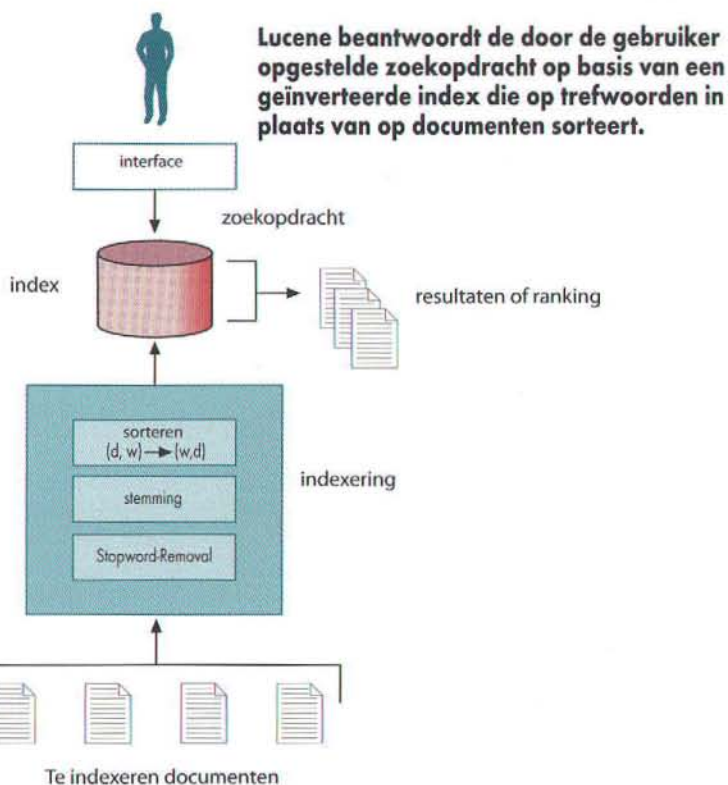 Lucene beantwoordt de door de gebruiker
opgestelde zoekopdracht op basis van een
geïnverteerde index die op trefwoorden in
plaats van op documenten sorteert.
interface
zoekopdracht
index
resultaten of ranking
sorteren
(d, w) → (w,d)
stemming
Stopword-Removal
indexering
Te indexeren documenten